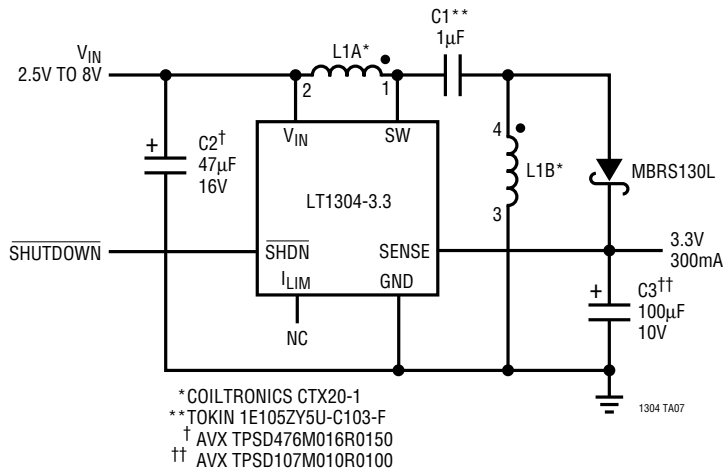 V_IN
2.5V TO 8V
L1A*
2
1
C1**
1µF
C2†
47µF
16V
+
V_IN
SW
LT1304-3.3
4
3
L1B*
MBRS130L
SHUTDOWN
SHDN
SENSE
I_LIM
GND
NC
3.3V
300mA
+
C3††
100µF
10V
*COILTRONICS CTX20-1
**TOKIN 1E105ZY5U-C103-F
† AVX TPSD476M016R0150
†† AVX TPSD107M010R0100
1304 TA07